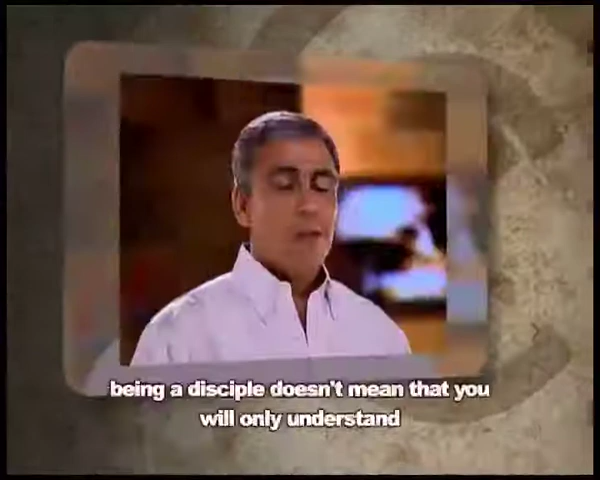 being a disciple doesn't mean that you
will only understand